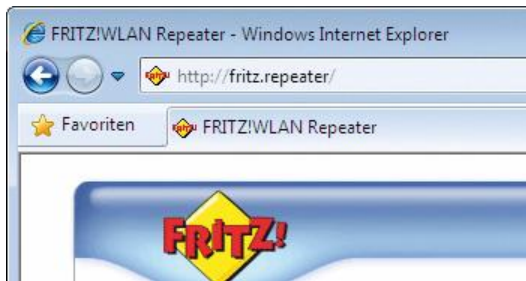 FRITZ!WLAN Repeater - Windows Internet Explorer
http://fritz.repeater/
Favoriten
FRITZ!WLAN Repeater
FRITZ!